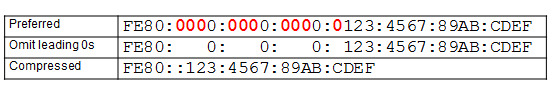 Preferred FE80:0000:0000:0000:0123:4567:89AB:CDEF
Omit leading 0s FE80: 0: 0: 0: 123:4567:89AB:CDEF
Compressed FE80::123:4567:89AB:CDEF